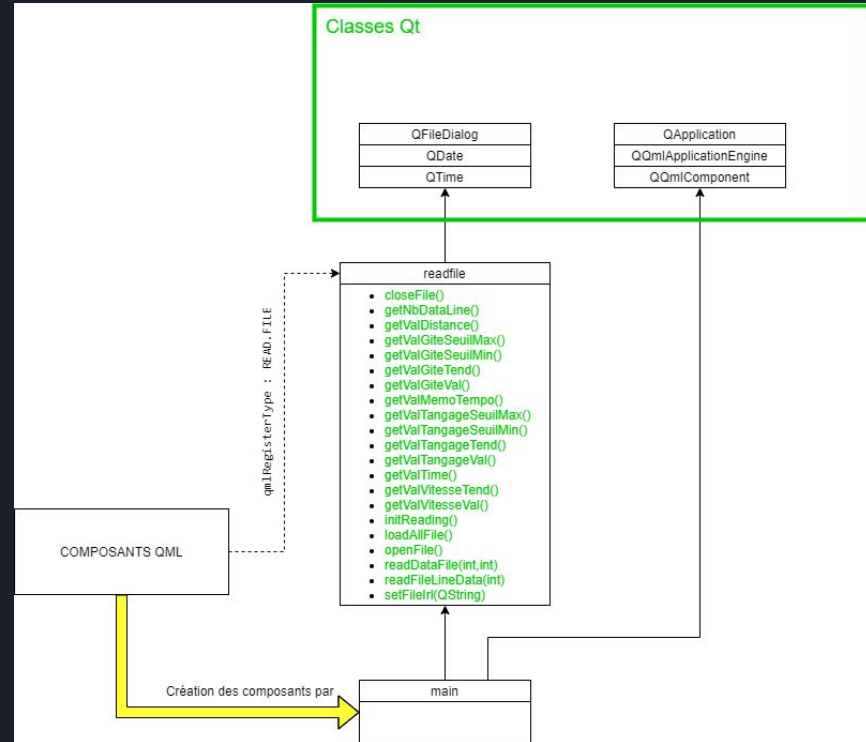 Classes Qt
QFileDialog
QDate
QTime
QApplication
QQmlApplicationEngine
QQmlComponent
readfile
closeFile()
getNbDataLine()
getValDistance()
getValGiteSeuilMax()
getValGiteSeuilMin()
getValGiteTend()
getValGiteVal()
getValMemoTempo()
getValTangageSeuilMax()
getValTangageSeuilMin()
getValTangageTend()
getValTangageVal()
getValTime()
getValVitesseTend()
getValVitesseVal()
initReading()
loadAllFile()
openFile()
readDataFile(int,int)
readFileLineData(int)
setFileIrl(QString)
qmlRegisterType : READ.FILE
COMPOSANTS QML
Création des composants par
main